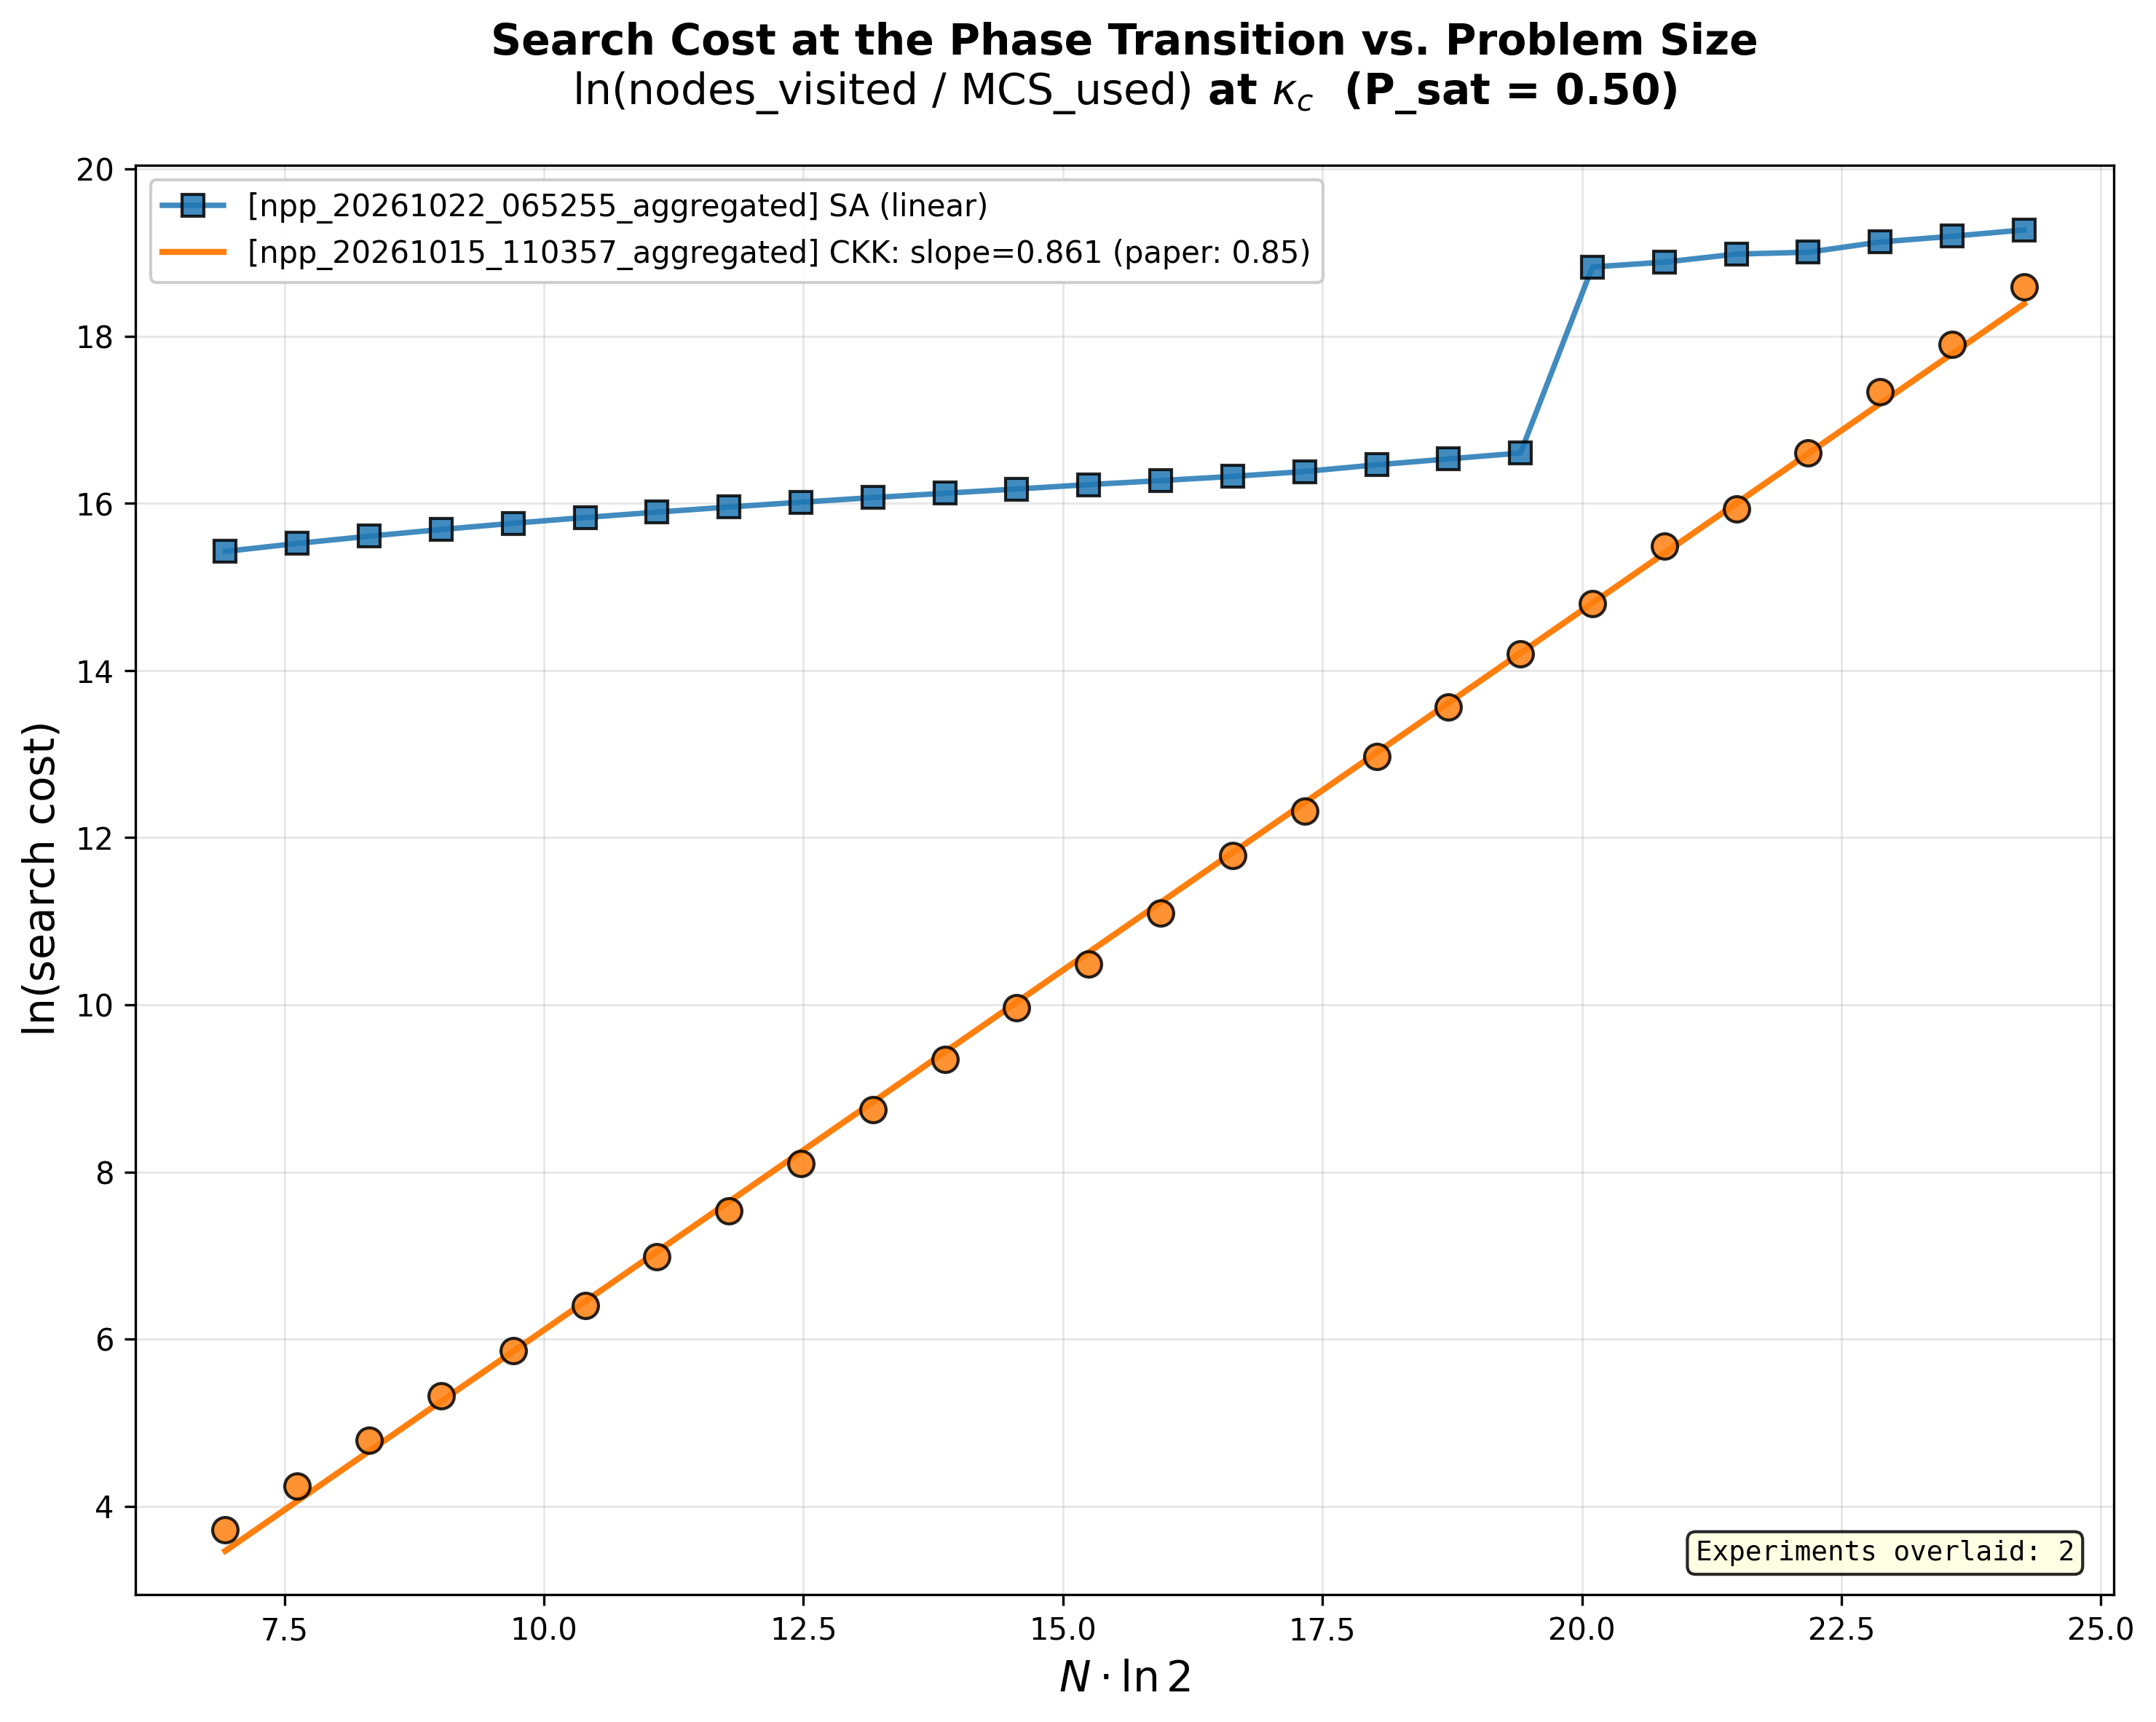 Search Cost at the Phase Transition vs. Problem Size
ln(nodes_visited / MCS_used) at κc (P_sat = 0.50)
[npp_20261022_065255_aggregated] SA (linear)
[npp_20261015_110357_aggregated] CKK: slope=0.861 (paper: 0.85)
ln(search cost)
20
18
16
14
12
10
8
6
4
Experiments overlaid: 2
7.5 10.0 12.5 15.0 17.5 20.0 22.5 25.0
N · ln 2